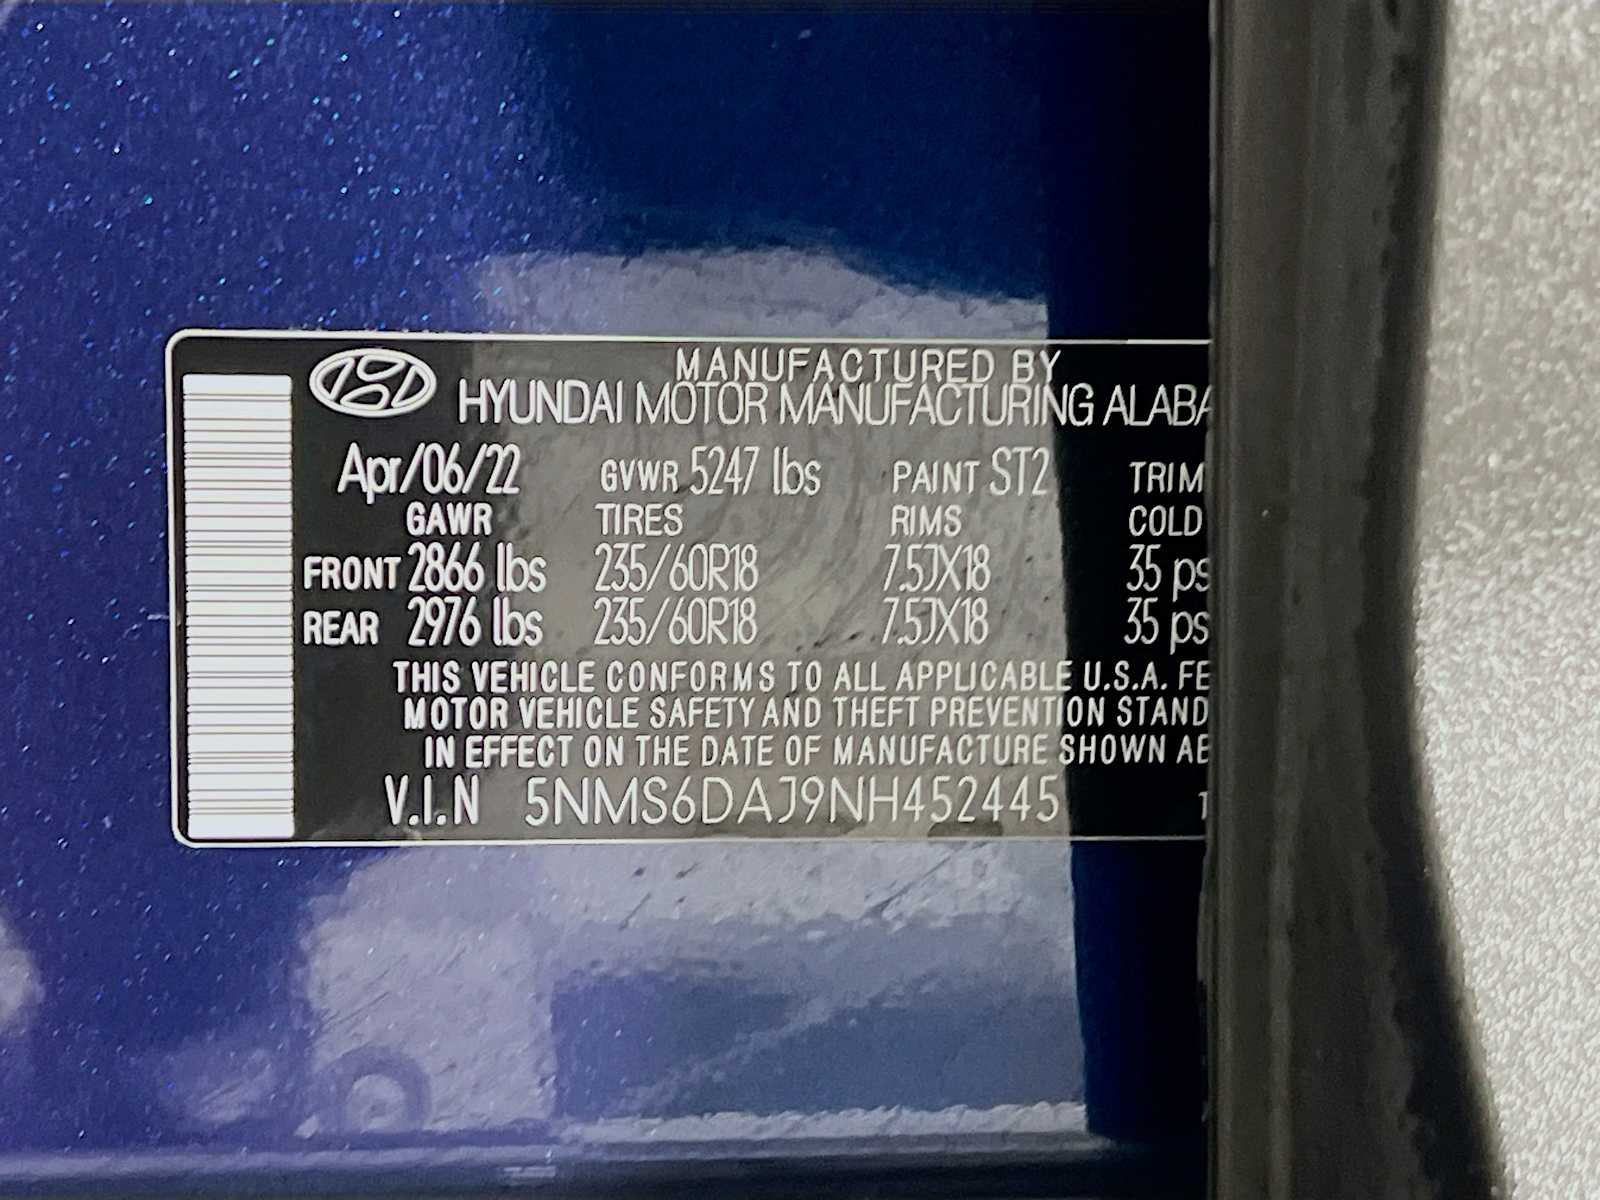 MANUFACTURED BY
HYUNDAI MOTOR MANUFACTURING ALABA
Apr/06/22 GVWR 5247 lbs PAINT ST2 TRIM
GAWR TIRES RIMS COLD
FRONT 2866 lbs 235/60R18 7.5JX18 35 ps
REAR 2976 lbs 235/60R18 7.5JX18 35 ps
THIS VEHICLE CONFORMS TO ALL APPLICABLE U.S.A. FE
MOTOR VEHICLE SAFETY AND THEFT PREVENTION STAND
IN EFFECT ON THE DATE OF MANUFACTURE SHOWN AB
V.I.N 5NMS6DAJ9NH452445